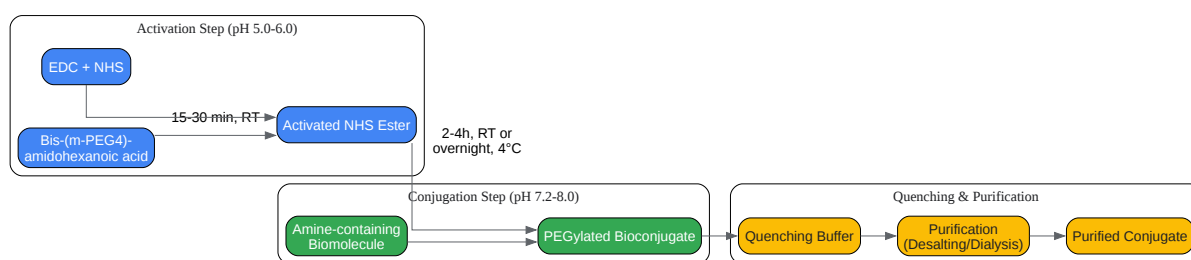 Activation Step (pH 5.0-6.0)
EDC + NHS
15-30 min, RT
Bis-(m-PEG4)-
amidohexanoic acid
Activated NHS Ester
2-4h, RT or
overnight, 4°C
Conjugation Step (pH 7.2-8.0)
Amine-containing
Biomolecule
PEGylated Bioconjugate
Quenching & Purification
Quenching Buffer
Purification
(Desalting/Dialysis)
Purified Conjugate